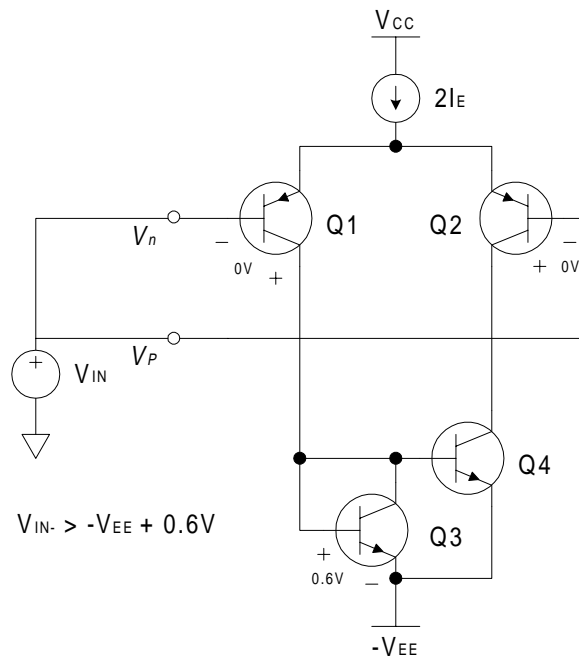 VCC
2IE
Q1
Q2
Vn
−
0V
+
+
−
0V
VP
+
VIN
Q4
VIN- > -VEE + 0.6V
Q3
+
0.6V
−
-VEE